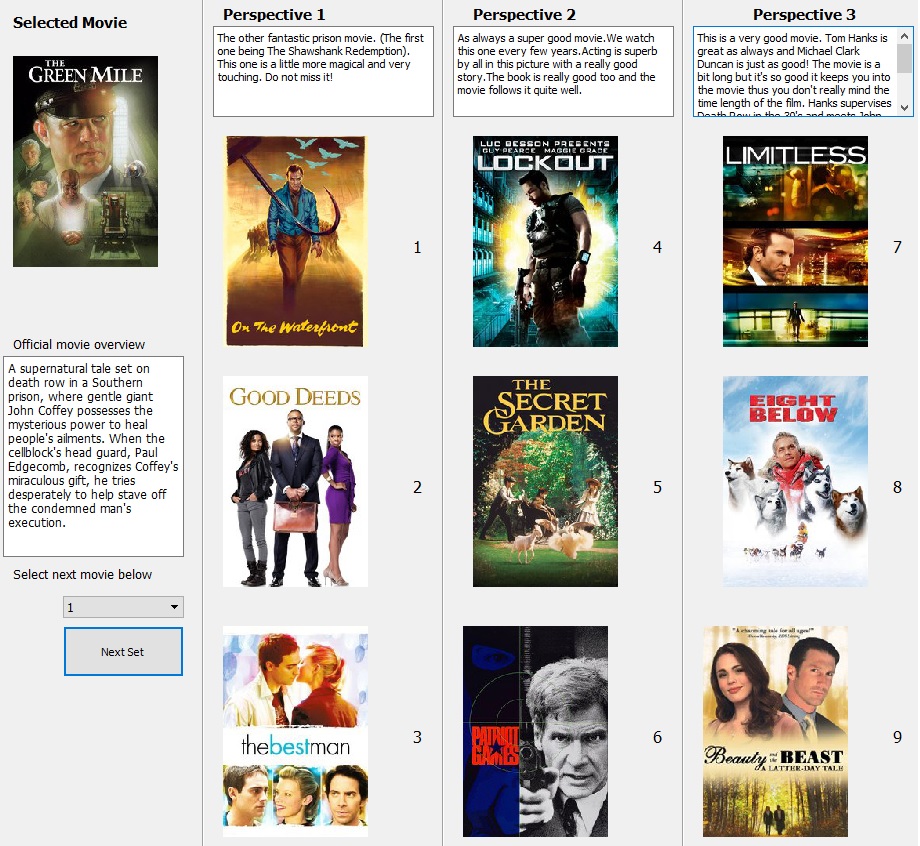 Selected Movie
THE
GREEN MILE
Official movie overview
A supernatural tale set on
death row in a Southern
prison, where gentle giant
John Coffey possesses the
mysterious power to heal
people's ailments. When the
cellblock's head guard, Paul
Edgecomb, recognizes Coffey's
miraculous gift, he tries
desperately to help stave off
the condemned man's
execution.
Select next movie below
1
Next Set
Perspective 1
The other fantastic prison movie. (The first
one being The Shawshank Redemption).
This one is a little more magical and very
touching. Do not miss it!
On The Waterfront
1
GOOD DEEDS
2
thebestman
3
Perspective 2
As always a super good movie.We watch
this one every few years.Acting is superb
by all in this picture with a really good
story.The book is really good too and the
movie follows it quite well.
LUC BESSON PRESENTS
GUY PEARCE MAGGIE GRACE
LOCKOUT
4
THE
SECRET
GARDEN
5
PATRIOT
GAMES
6
Perspective 3
This is a very good movie. Tom Hanks is
great as always and Michael Clark
Duncan is just as good! The movie is a
bit long but it's so good it keeps you into
the movie thus you don't really mind the
time length of the film. Hanks supervises
Death Row in the 30's and meets John
LIMITLESS
7
EIGHT
BELOW
8
"A charming tale for all ages!"
Beauty and the BEAST
A LATTER-DAY TALE
9